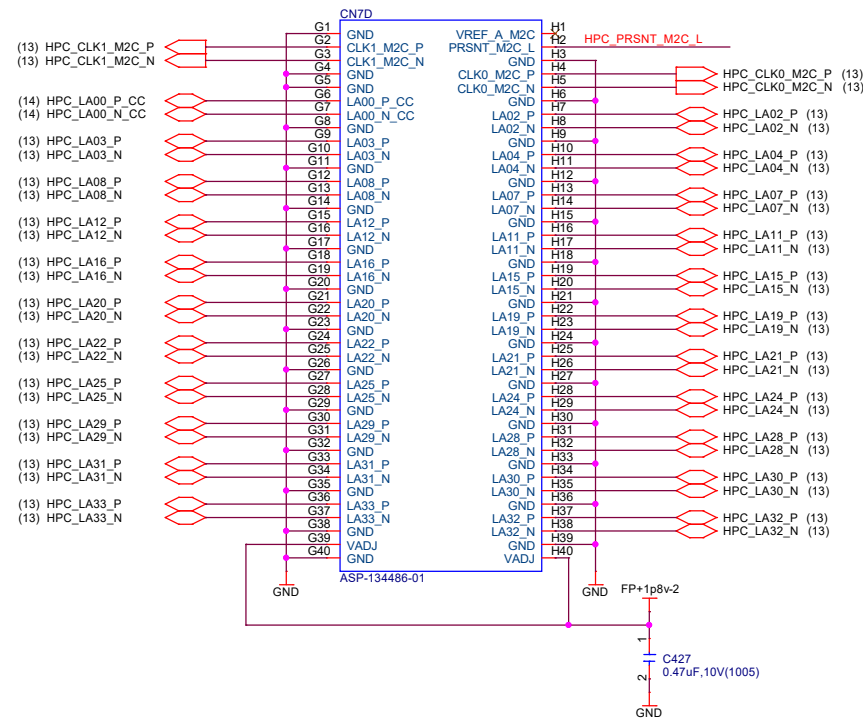 CN7D
G1 GND VREF_A_M2C H1
(13) HPC_CLK1_M2C_P G2 CLK1_M2C_P PRSNT_M2C_L H2 HPC_PRSNT_M2C_L
(13) HPC_CLK1_M2C_N G3 CLK1_M2C_N GND H3
G4 GND CLK0_M2C_P H4 HPC_CLK0_M2C_P (13)
G5 GND CLK0_M2C_N H5 HPC_CLK0_M2C_N (13)
(14) HPC_LA00_P_CC G6 LA00_P_CC GND H6
(14) HPC_LA00_N_CC G7 LA00_N_CC LA02_P H7 HPC_LA02_P (13)
G8 GND LA02_N H8 HPC_LA02_N (13)
(13) HPC_LA03_P G9 LA03_P GND H9
(13) HPC_LA03_N G10 LA03_N LA04_P H10 HPC_LA04_P (13)
G11 GND LA04_N H11 HPC_LA04_N (13)
(13) HPC_LA08_P G12 LA08_P GND H12
(13) HPC_LA08_N G13 LA08_N LA07_P H13 HPC_LA07_P (13)
G14 GND LA07_N H14 HPC_LA07_N (13)
(13) HPC_LA12_P G15 LA12_P GND H15
(13) HPC_LA12_N G16 LA12_N LA11_P H16 HPC_LA11_P (13)
G17 GND LA11_N H17 HPC_LA11_N (13)
(13) HPC_LA16_P G18 LA16_P GND H18
(13) HPC_LA16_N G19 LA16_N LA15_P H19 HPC_LA15_P (13)
G20 GND LA15_N H20 HPC_LA15_N (13)
(13) HPC_LA20_P G21 LA20_P GND H21
(13) HPC_LA20_N G22 LA20_N LA19_P H22 HPC_LA19_P (13)
G23 GND LA19_N H23 HPC_LA19_N (13)
(13) HPC_LA22_P G24 LA22_P GND H24
(13) HPC_LA22_N G25 LA22_N LA21_P H25 HPC_LA21_P (13)
G26 GND LA21_N H26 HPC_LA21_N (13)
(13) HPC_LA25_P G27 LA25_P GND H27
(13) HPC_LA25_N G28 LA25_N LA24_P H28 HPC_LA24_P (13)
G29 GND LA24_N H29 HPC_LA24_N (13)
(13) HPC_LA29_P G30 LA29_P GND H30
(13) HPC_LA29_N G31 LA29_N LA28_P H31 HPC_LA28_P (13)
G32 GND LA28_N H32 HPC_LA28_N (13)
(13) HPC_LA31_P G33 LA31_P GND H33
(13) HPC_LA31_N G34 LA31_N LA30_P H34 HPC_LA30_P (13)
G35 GND LA30_N H35 HPC_LA30_N (13)
(13) HPC_LA33_P G36 LA33_P GND H36
(13) HPC_LA33_N G37 LA33_N LA32_P H37 HPC_LA32_P (13)
G38 GND LA32_N H38 HPC_LA32_N (13)
G39 VADJ GND H39
G40 GND VADJ H40
ASP-134486-01
GND GND FP+1p8v-2
1
C427
0.47uF,10V(1005)
2
GND